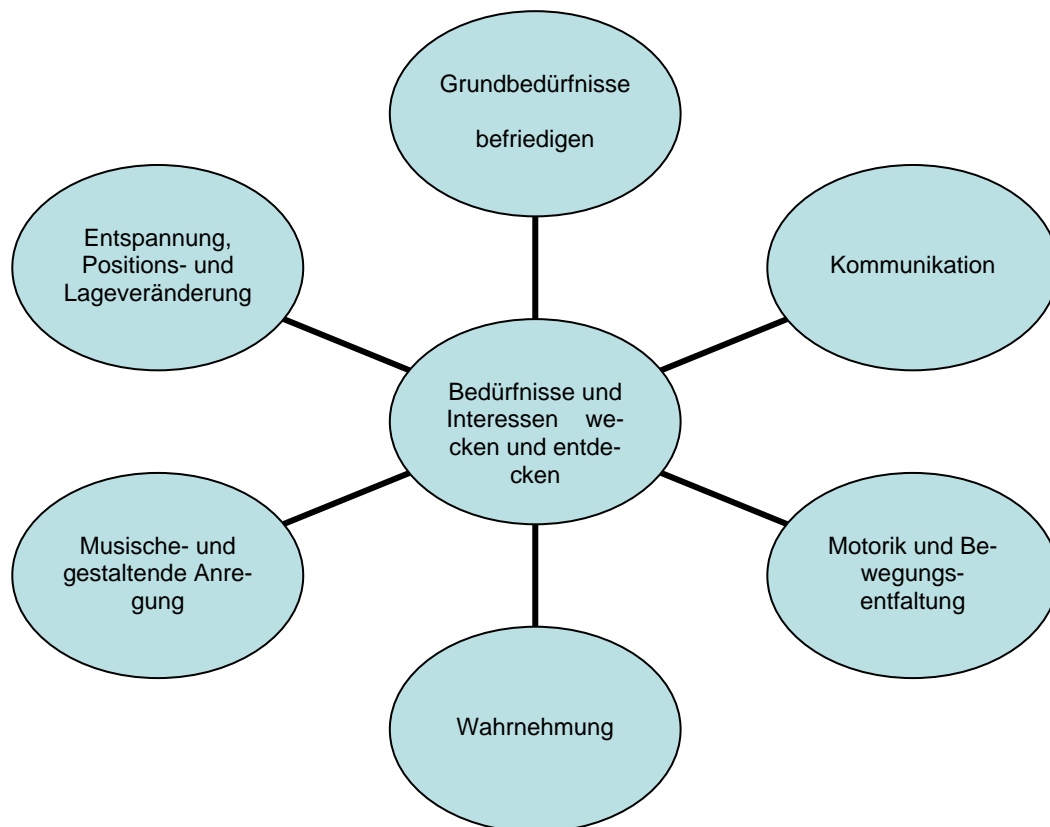 Grundbedürfnisse
befriedigen
Entspannung,
Positions- und
Lageveränderung
Kommunikation
Bedürfnisse und
Interessen we-
cken und entde-
cken
Musische- und
gestaltende Anre-
gung
Motorik und Be-
wegungs-
entfaltung
Wahrnehmung